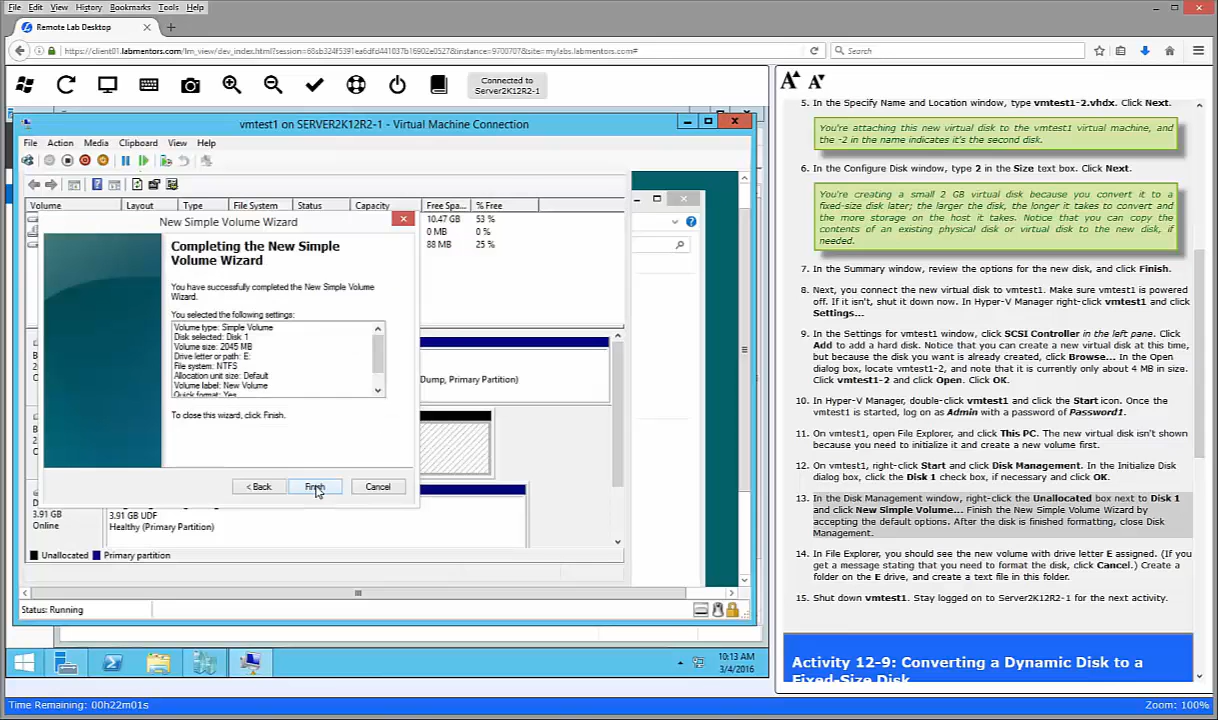 File Edit View History Bookmarks Tools Help
Remote Lab Desktop
Search
Connected to
Server2K12R2-1
vmtest1 on SERVER2K12R2-1 - Virtual Machine Connection
File Action Media Clipboard View Help
Volume Layout Type File System Status Capacity Free Spa... % Free
10.47 GB 53 %
0 MB 0 %
88 MB 25 %
New Simple Volume Wizard
Completing the New Simple
Volume Wizard
You have successfully completed the New Simple Volume
Wizard.
You selected the following settings:
Volume type: Simple Volume
Disk selected: Disk 1
Volume size: 2045 MB
Drive letter or path: E:
File system: NTFS
Allocation unit size: Default
Volume label: New Volume
Quick format: Yes
To close this wizard, click Finish.
< Back Finish Cancel
Dump, Primary Partition)
3.91 GB
Online
3.91 GB UDF
Healthy (Primary Partition)
Unallocated Primary partition
Status: Running
10:13 AM
3/4/2016
Time Remaining: 00h22m01s
5. In the Specify Name and Location window, type vmtest1-2.vhdx. Click Next.
You're attaching this new virtual disk to the vmtest1 virtual machine, and
the -2 in the name indicates it's the second disk.
6. In the Configure Disk window, type 2 in the Size text box. Click Next.
You're creating a small 2 GB virtual disk because you convert it to a
fixed-size disk later; the larger the disk, the longer it takes to convert and
the more storage on the host it takes. Notice that you can copy the
contents of an existing physical disk or virtual disk to the new disk, if
needed.
7. In the Summary window, review the options for the new disk, and click Finish.
8. Next, you connect the new virtual disk to vmtest1. Make sure vmtest1 is powered
off. If it isn't, shut it down now. In Hyper-V Manager right-click vmtest1 and click
Settings...
9. In the Settings for vmtest1 window, click SCSI Controller in the left pane. Click
Add to add a hard disk. Notice that you can create a new virtual disk at this time,
but because the disk you want is already created, click Browse... In the Open
dialog box, locate vmtest1-2, and note that it is currently only about 4 MB in size.
Click vmtest1-2 and click Open. Click OK.
10. In Hyper-V Manager, double-click vmtest1 and click the Start icon. Once the
vmtest1 is started, log on as Admin with a password of Password1.
11. On vmtest1, open File Explorer, and click This PC. The new virtual disk isn't shown
because you need to initialize it and create a new volume first.
12. On vmtest1, right-click Start and click Disk Management. In the Initialize Disk
dialog box, click the Disk 1 check box, if necessary and click OK.
13. In the Disk Management window, right-click the Unallocated box next to Disk 1
and click New Simple Volume... Finish the New Simple Volume Wizard by
accepting the default options. After the disk is finished formatting, close Disk
Management.
14. In File Explorer, you should see the new volume with drive letter E assigned. (If you
get a message stating that you need to format the disk, click Cancel.) Create a
folder on the E drive, and create a text file in this folder.
15. Shut down vmtest1. Stay logged on to Server2K12R2-1 for the next activity.
Activity 12-9: Converting a Dynamic Disk to a
Fixed-Size Disk
Zoom: 100%